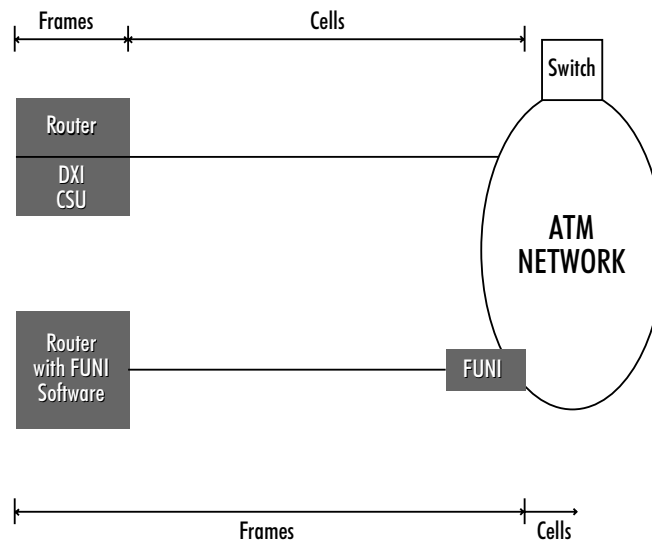 Frames
Cells
Switch
Router
DXI
CSU
ATM
NETWORK
Router
with FUNI
Software
FUNI
Frames
Cells